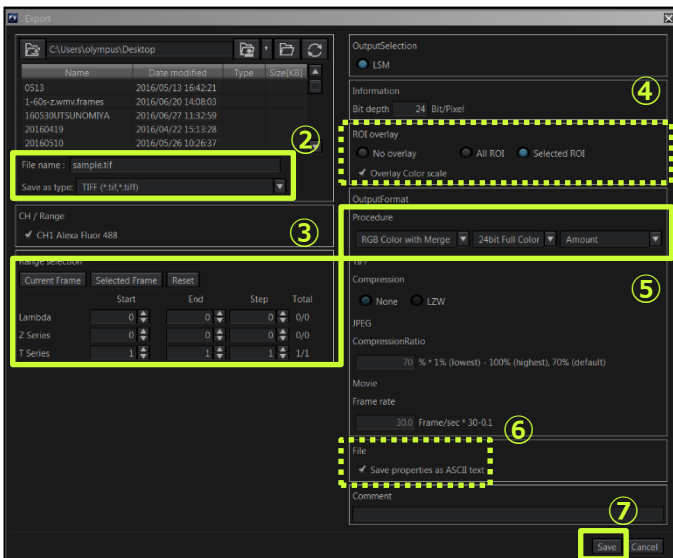 Export
C:\Users\olympus\Desktop
Name Date modified Type Size[KB]
0513 2016/05/13 16:42:21
1-60s-z.wmv.frames 2016/06/20 14:08:03
160530UTSUNOMIYA 2016/06/27 11:32:59
20160419 2016/04/22 15:13:28
20160510 2016/05/26 10:26:37
②
File name : sample.tif
Save as type: TIFF (*.tif,*.tiff)
CH / Range
③
CH1 Alexa Fluor 488
Range selection
Current Frame Selected Frame Reset
Start End Step Total
Lambda 0 0 0 0/0
Z Series 0 0 0 0/0
T Series 1 1 1 1/1
OutputSelection
LSM
Information
④
Bit depth 24 Bit/Pixel
ROI overlay
No overlay All ROI Selected ROI
Overlay Color scale
OutputFormat
Procedure
RGB Color with Merge 24bit Full Color Amount
TIFF
⑤
Compression
None LZW
JPEG
CompressionRatio
70 % * 1% (lowest) - 100% (highest), 70% (default)
Movie
Frame rate
30.0 Frame/sec * 30-0.1
⑥
File
Save properties as ASCII text
Comment
⑦
Save Cancel